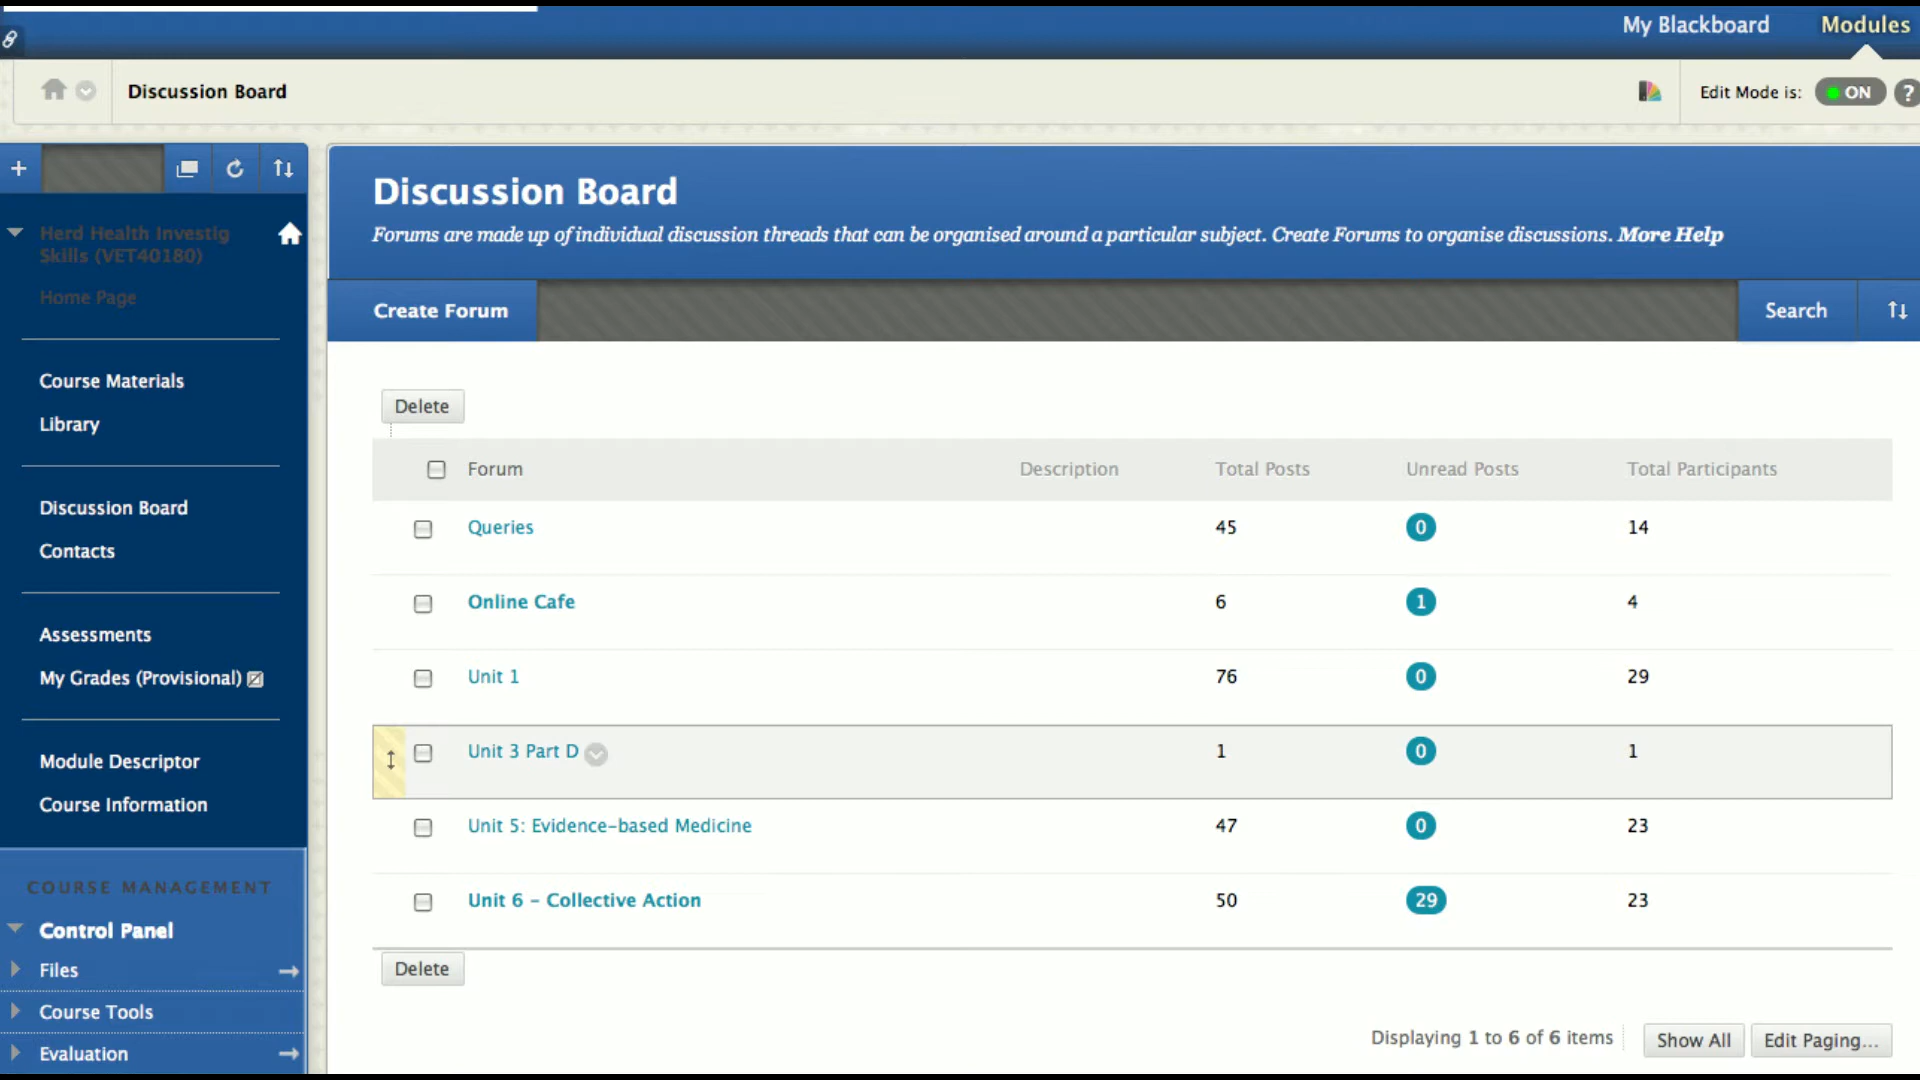 My Blackboard Modules
Discussion Board
Edit Mode is: ON ?
Herd Health Investig
Skills (VET40180)
Home Page
Course Materials
Library
Discussion Board
Contacts
Assessments
My Grades (Provisional)
Module Descriptor
Course Information
COURSE MANAGEMENT
Control Panel
Files
Course Tools
Evaluation
Discussion Board
Forums are made up of individual discussion threads that can be organised around a particular subject. Create Forums to organise discussions. More Help
Create Forum Search
Delete
Forum Description Total Posts Unread Posts Total Participants
Queries 45 0 14
Online Cafe 6 1 4
Unit 1 76 0 29
Unit 3 Part D 1 0 1
Unit 5: Evidence-based Medicine 47 0 23
Unit 6 - Collective Action 50 29 23
Delete
Displaying 1 to 6 of 6 items Show All Edit Paging...